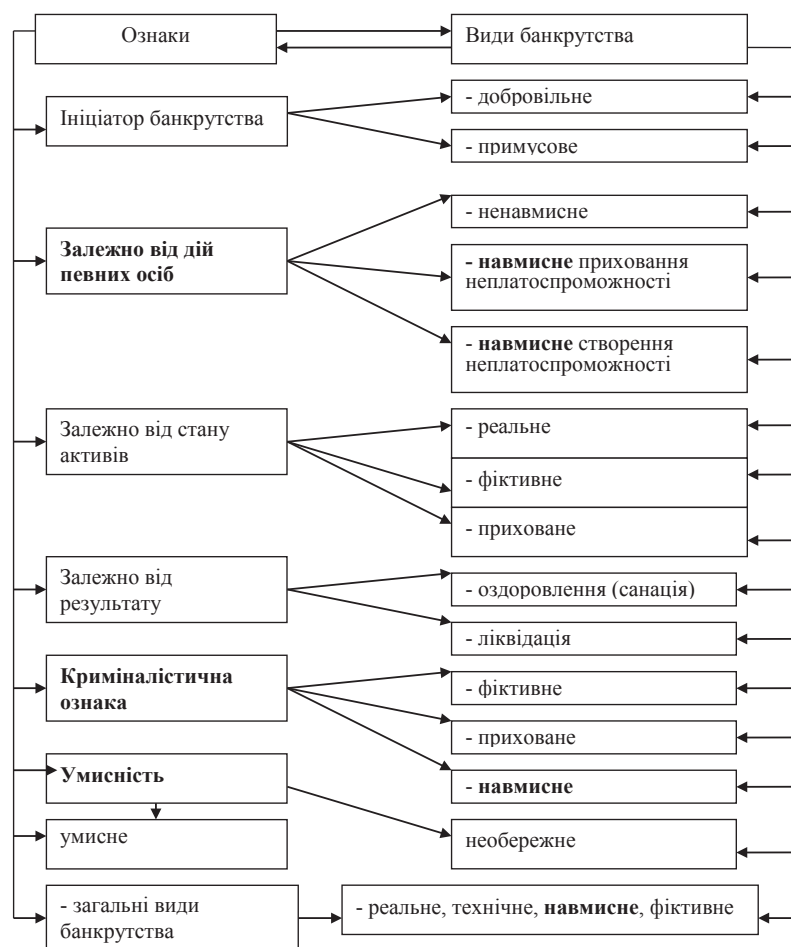 Ознаки
Види банкрутства
Ініціатор банкрутства
- добровільне
- примусове
Залежно від дій
певних осіб
- ненавмисне
- навмисне приховання
неплатоспроможності
- навмисне створення
неплатоспроможності
Залежно від стану
активів
- реальне
- фіктивне
- приховане
Залежно від
результату
- оздоровлення (санація)
- ліквідація
Криміналістична
ознака
- фіктивне
- приховане
- навмисне
Умисність
умисне
необережне
- загальні види
банкрутства
- реальне, технічне, навмисне, фіктивне